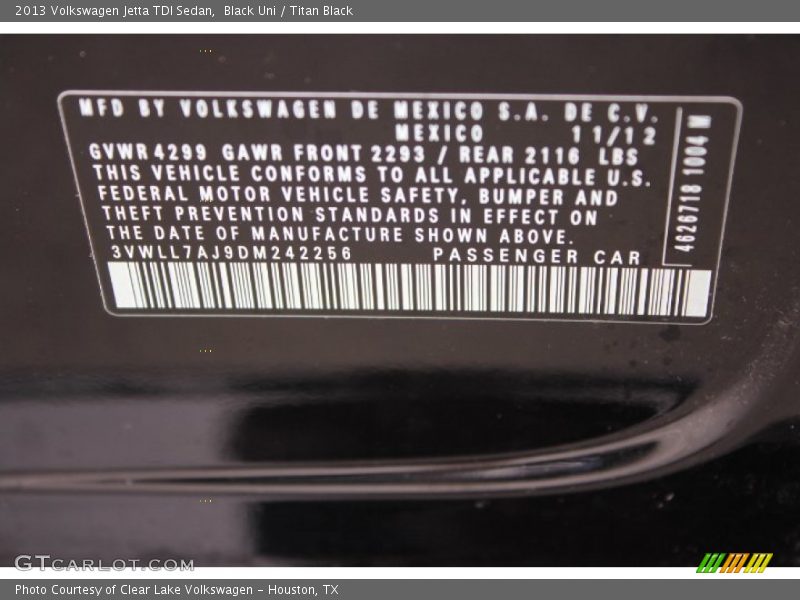 2013 Volkswagen Jetta TDI Sedan,  Black Uni / Titan Black
MFD BY VOLKSWAGEN DE MEXICO S.A. DE C.V.
MEXICO 11/12
GVWR 4299 GAWR FRONT 2293 / REAR 2116 LBS
THIS VEHICLE CONFORMS TO ALL APPLICABLE U.S.
FEDERAL MOTOR VEHICLE SAFETY, BUMPER AND
THEFT PREVENTION STANDARDS IN EFFECT ON
THE DATE OF MANUFACTURE SHOWN ABOVE.
3VWLL7AJ9DM242256 PASSENGER CAR
4626718 1004 M
GTCARLOT.COM
Photo Courtesy of Clear Lake Volkswagen – Houston, TX